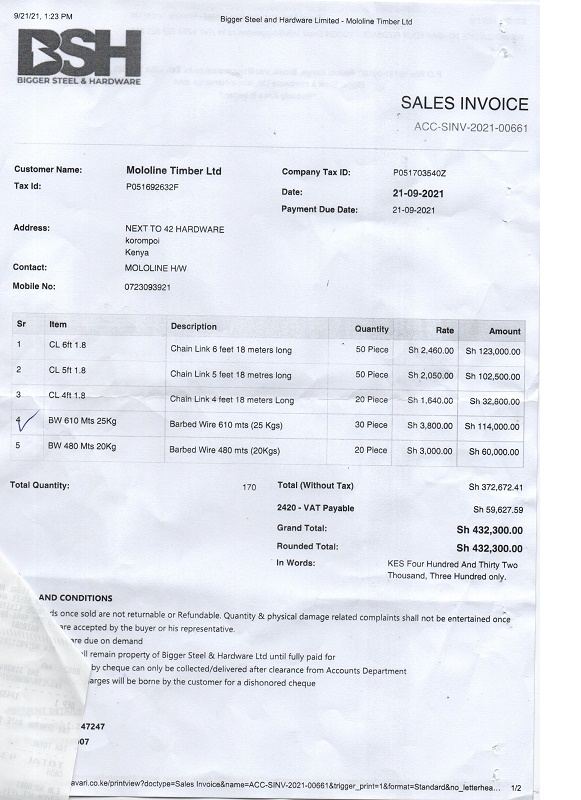 9/21/21, 1:23 PM Bigger Steel and Hardware Limited - Mololine Timber Ltd
BSH
BIGGER STEEL & HARDWARE
SALES INVOICE
ACC-SINV-2021-00661
Customer Name: Mololine Timber Ltd Company Tax ID: P051703540Z
Tax Id: P051692632F Date: 21-09-2021
Payment Due Date: 21-09-2021
Address: NEXT TO 42 HARDWARE
korompoi
Kenya
Contact: MOLOLINE H/W
Mobile No: 0723093921
Sr Item Description Quantity Rate Amount
1 CL 6ft 1.8 Chain Link 6 feet 18 meters long 50 Piece Sh 2,460.00 Sh 123,000.00
2 CL 5ft 1.8 Chain Link 5 feet 18 metres long 50 Piece Sh 2,050.00 Sh 102,500.00
3 CL 4ft 1.8 Chain Link 4 feet 18 meters Long 20 Piece Sh 1,640.00 Sh 32,800.00
4 BW 610 Mts 25Kg Barbed Wire 610 mts (25 Kgs) 30 Piece Sh 3,800.00 Sh 114,000.00
5 BW 480 Mts 20Kg Barbed Wire 480 mts (20Kgs) 20 Piece Sh 3,000.00 Sh 60,000.00
Total Quantity: 170 Total (Without Tax) Sh 372,672.41
2420 - VAT Payable Sh 59,627.59
Grand Total: Sh 432,300.00
Rounded Total: Sh 432,300.00
In Words: KES Four Hundred And Thirty Two
Thousand, Three Hundred only.
AND CONDITIONS
ds once sold are not returnable or Refundable. Quantity & physical damage related complaints shall not be entertained once
are accepted by the buyer or his representative.
are due on demand
ll remain property of Bigger Steel & Hardware Ltd until fully paid for
by cheque can only be collected/delivered after clearance from Accounts Department
arges will be borne by the customer for a dishonored cheque
47247
07
avari.co.ke/printview?doctype=Sales Invoice&name=ACC-SINV-2021-00661&trigger_print=1&format=Standard&no_letterhea... 1/2